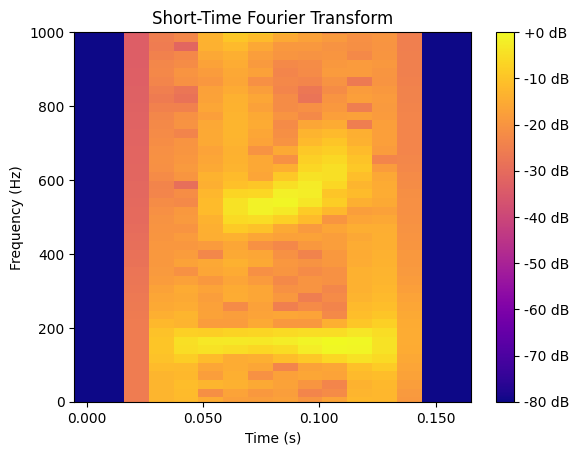 Short-Time Fourier Transform
1000
800
600
400
200
0
Frequency (Hz)
0.000
0.050
0.100
0.150
Time (s)
+0 dB
-10 dB
-20 dB
-30 dB
-40 dB
-50 dB
-60 dB
-70 dB
-80 dB